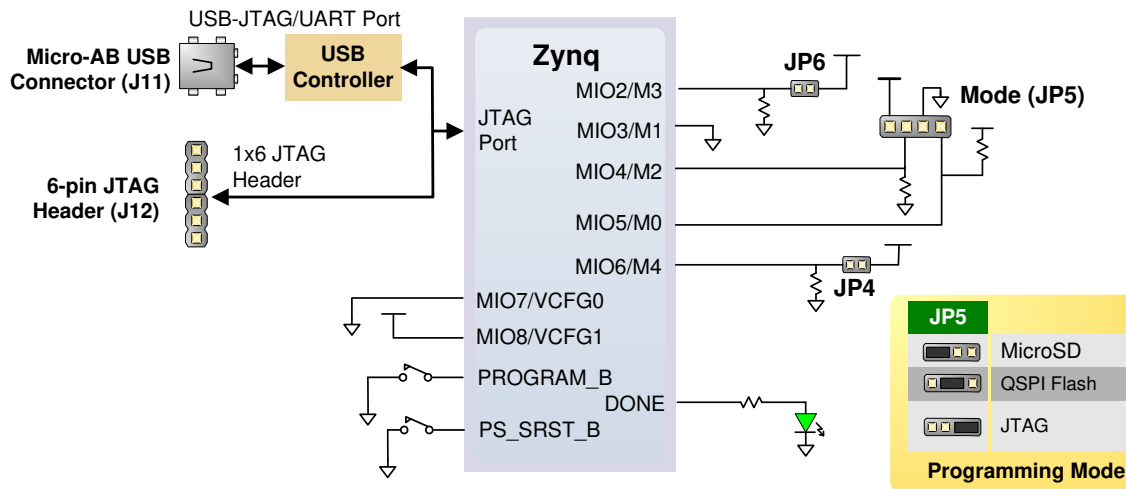 USB-JTAG/UART Port
Micro-AB USB
Connector (J11)
USB
Controller
6-pin JTAG
Header (J12)
1x6 JTAG
Header
Zynq
JTAG
Port
MIO2/M3
MIO3/M1
MIO4/M2
MIO5/M0
MIO6/M4
MIO7/VCFG0
MIO8/VCFG1
PROGRAM_B
DONE
PS_SRST_B
JP6
Mode (JP5)
JP4
JP5
MicroSD
QSPI Flash
JTAG
Programming Mode